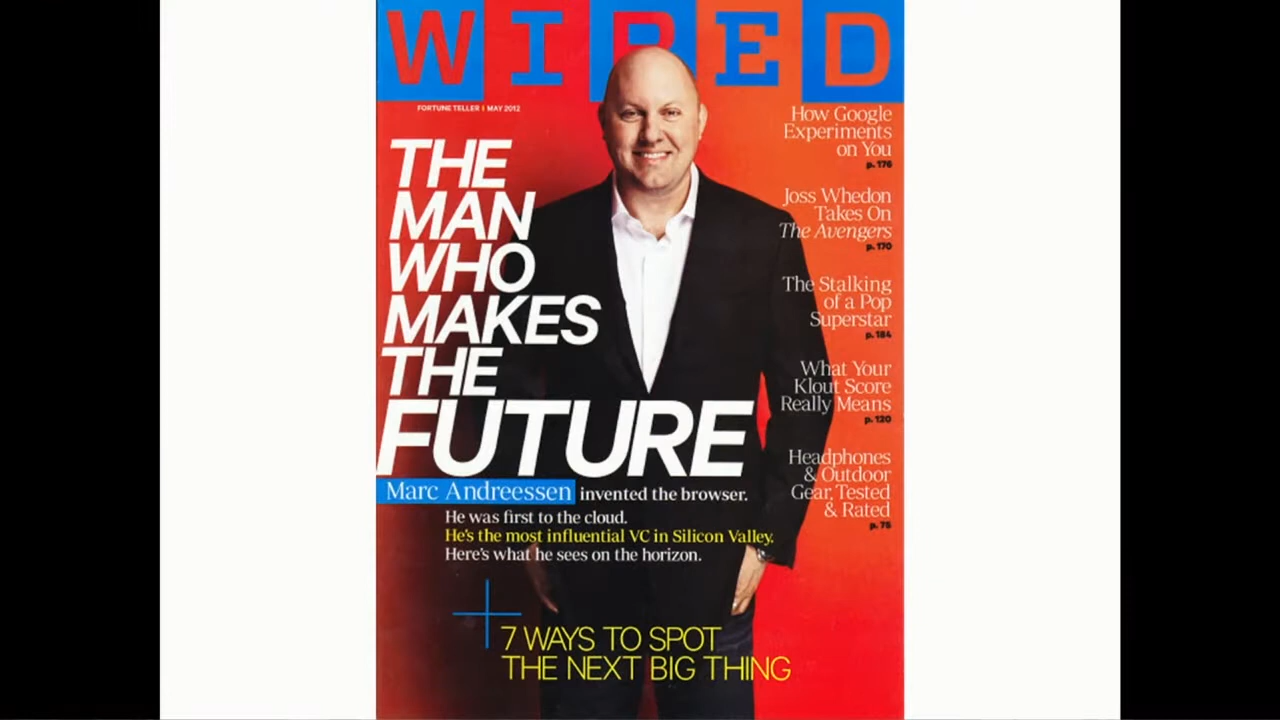 WIRED
FORTUNE TELLER | MAY 2012
THE
MAN
WHO
MAKES
THE
FUTURE
Marc Andreessen invented the browser.
He was first to the cloud.
He's the most influential VC in Silicon Valley.
Here's what he sees on the horizon.
7 WAYS TO SPOT
THE NEXT BIG THING
How Google
Experiments
on You
p. 176
Joss Whedon
Takes On
The Avengers
p. 170
The Stalking
of a Pop
Superstar
p. 184
What Your
Klout Score
Really Means
p. 120
Headphones
& Outdoor
Gear, Tested
& Rated
p. 75